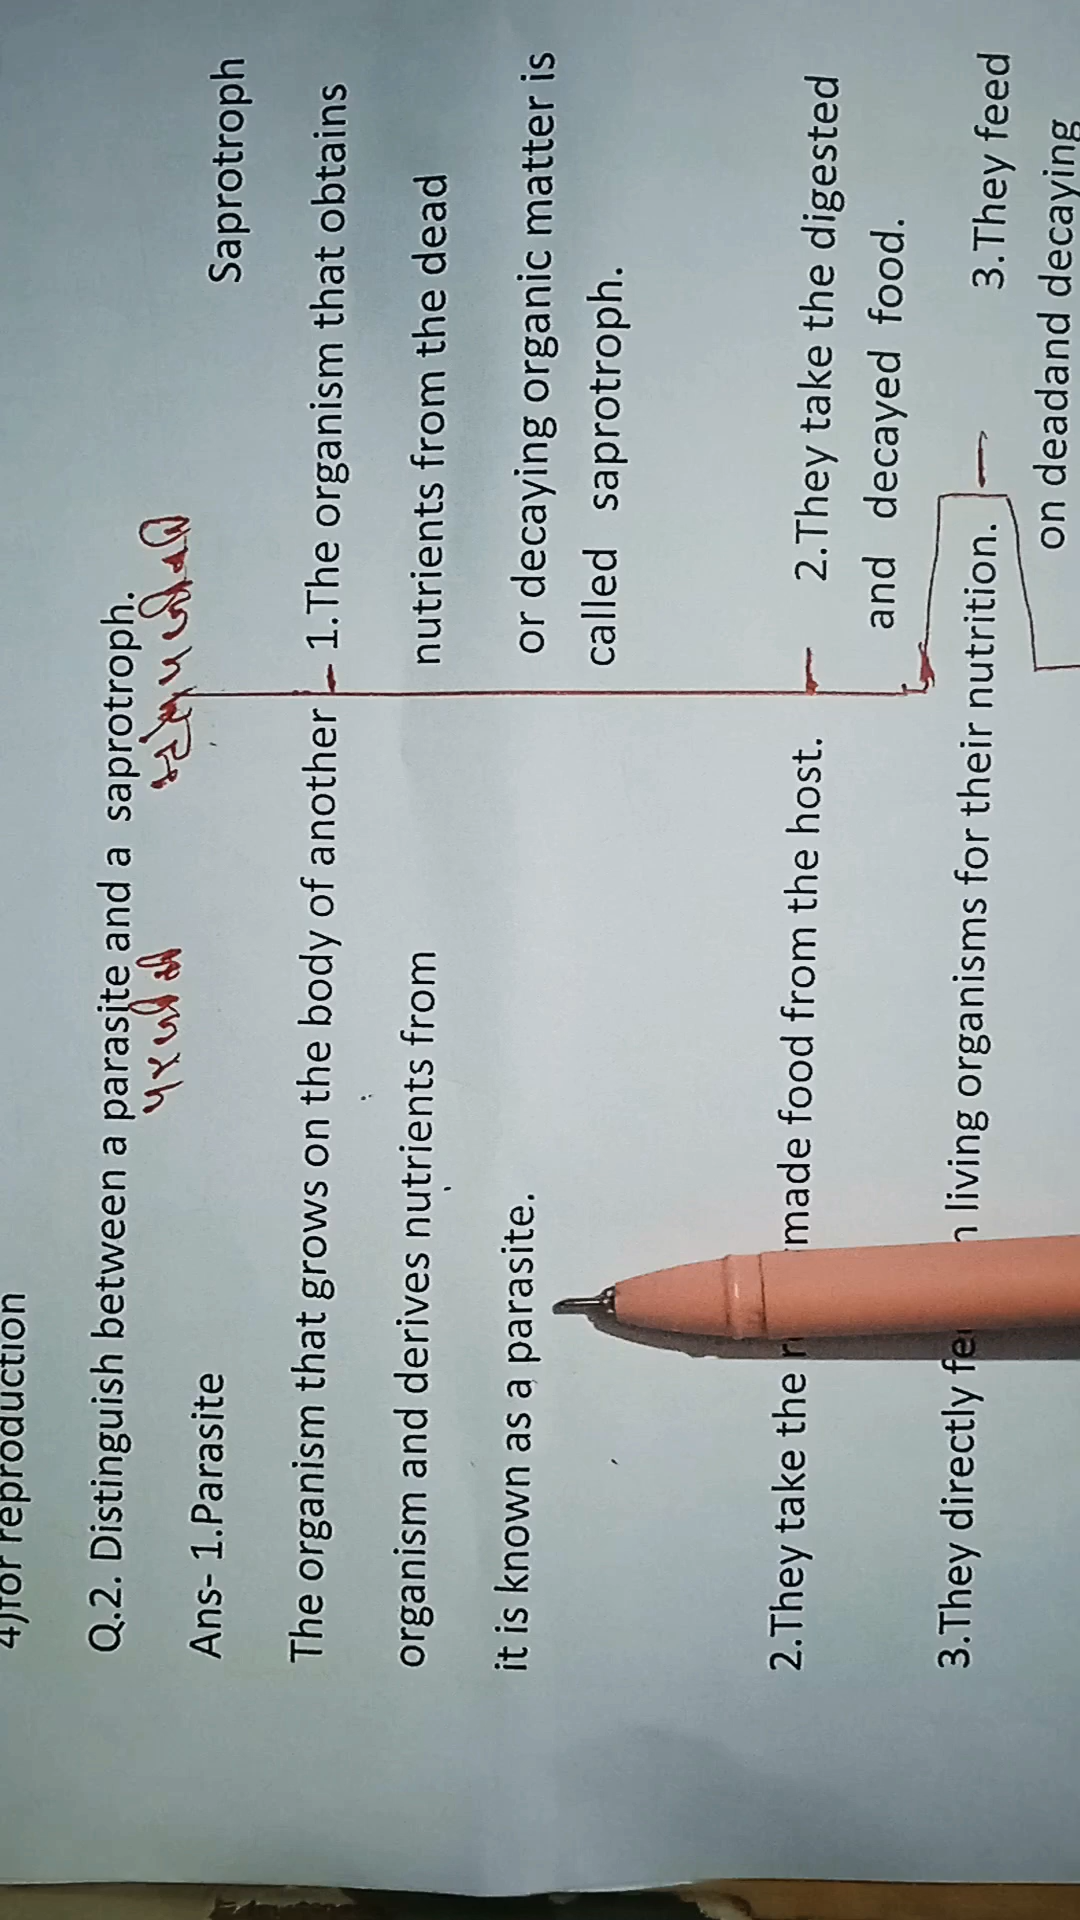 4)for reproduction
Q.2. Distinguish between a parasite and a saprotroph.
Ans- 1.Parasite Saprotroph
The organism that grows on the body of another 1.The organism that obtains
organism and derives nutrients from nutrients from the dead
it is known as a parasite. or decaying organic matter is
called saprotroph.
2.They take the made food from the host. 2.They take the digested
and decayed food.
3.They directly living organisms for their nutrition. 3.They feed
on deadand decaying